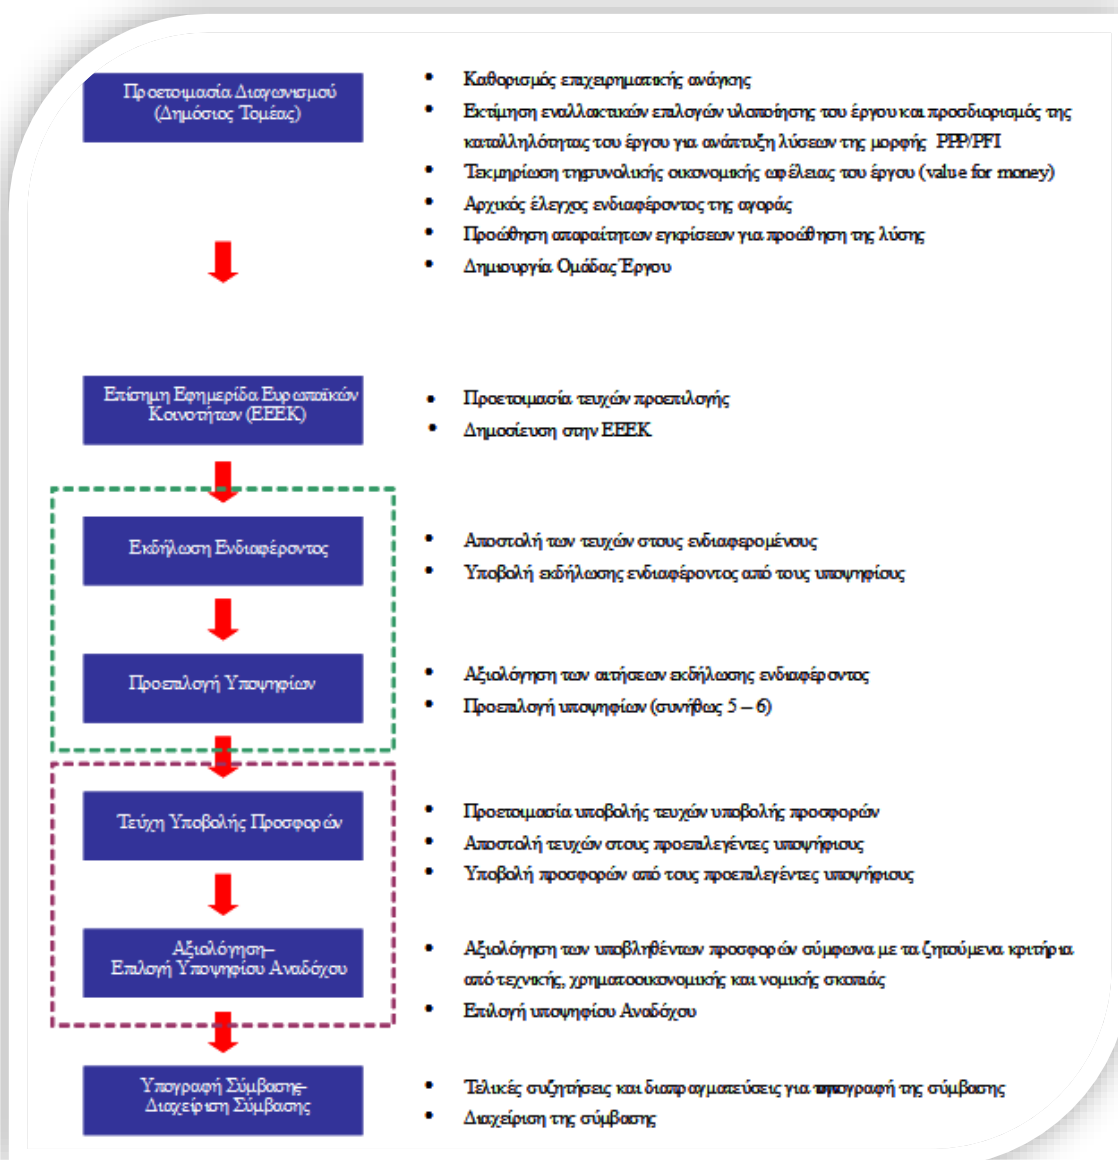 Προετοιμασία Διαγωνισμού
(Δημόσιος Τομέας)
• Καθορισμός επιχειρηματικής ανάγκης
• Εκτίμηση εναλλακτικών επιλογών υλοποίησης του έργου και προσδιορισμός της
καταλληλότητας του έργου για ανάπτυξη λύσεων της μορφής PPP/PFI
• Τεκμηρίωση τηςσυνολικής οικονομικής ωφέλειας του έργου (value for money)
• Αρχικός έλεγχος ενδιαφέροντος της αγοράς
• Προώθηση απαραίτητων εγκρίσεων για προώθηση της λύσης
• Δημιουργία Ομάδας Έργου
Επίσημη Εφημερίδα Ευρωπαϊκών
Κοινοτήτων (ΕΕΕΚ)
• Προετοιμασία τευχών προεπιλογής
• Δημοσίευση στην ΕΕΕΚ
Εκδήλωση Ενδιαφέροντος
• Αποστολή των τευχών στους ενδιαφερομένους
• Υποβολή εκδήλωσης ενδιαφέροντος από τους υποψηφίους
Προεπιλογή Υποψηφίων
• Αξιολόγηση των αιτήσεων εκδήλωσης ενδιαφέροντος
• Προεπιλογή υποψηφίων (συνήθως 5 – 6)
Τεύχη Υποβολής Προσφορών
• Προετοιμασία υποβολής τευχών υποβολής προσφορών
• Αποστολή τευχών στους προεπιλεγέντες υποψήφιους
• Υποβολή προσφορών από τους προεπιλεγέντες υποψήφιους
Αξιολόγηση–
Επιλογή Υποψηφίου Αναδόχου
• Αξιολόγηση των υποβληθέντων προσφορών σύμφωνα με τα ζητούμενα κριτήρια
από τεχνικής, χρηματοοικονομικής και νομικής σκοπιάς
• Επιλογή υποψηφίου Αναδόχου
Υπογραφή Σύμβασης–
Διαχείριση Σύμβασης
• Τελικές συζητήσεις και διαπραγματεύσεις για την υπογραφή της σύμβασης
• Διαχείριση της σύμβασης